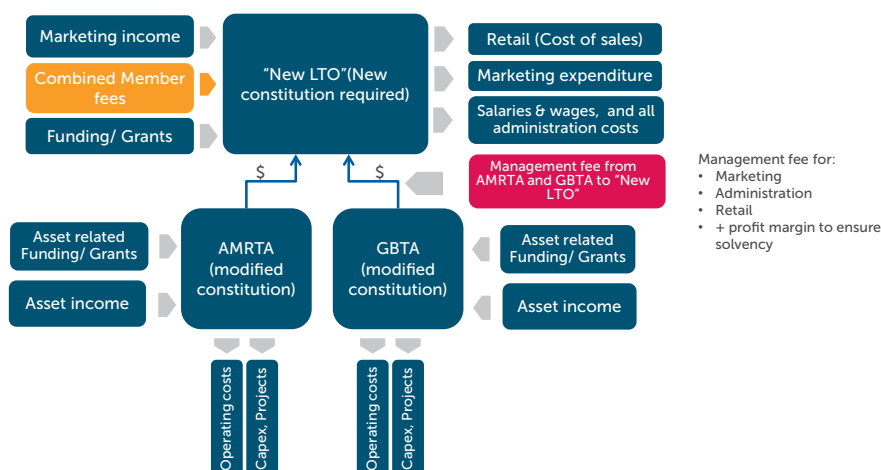 Marketing income
Combined Member
fees
Funding/ Grants
“New LTO”(New
constitution required)
Retail (Cost of sales)
Marketing expenditure
Salaries & wages,  and all
administration costs
$
$
Management fee from
AMRTA and GBTA to “New
LTO”
Management fee for:
• Marketing
• Administration
• Retail
• + profit margin to ensure
solvency
Asset related
Funding/ Grants
Asset income
AMRTA
(modified
constitution)
GBTA
(modified
constitution)
Asset related
Funding/ Grants
Asset income
Operating costs
Capex, Projects
Operating costs
Capex, Projects